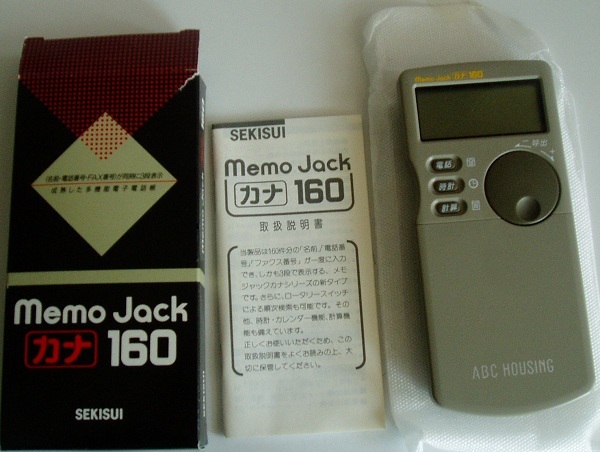 (名前・電話番号・FAX番号)が同時に3段表示
成熟した多機能電子電話帳
Memo Jack
カナ 160
SEKISUI
SEKISUI
Memo Jack
カナ 160
取扱説明書
当製品は160件分の「名前」「電話番
号」「ファクス番号」が一度に入力
でき、しかも3段で表示する、メモ
ジャックカナシリーズの新タイプ
です。さらに、ロータリースイッチ
による順次検索も可能です。その
他、時計・カレンダー機能、計算機
能も備えています。
正しくお使いいただくため、この
取扱説明書をよくお読みの上、大
切に保管してください。
Memo Jack カナ 160
呼出
電話
時計
計算
ABC HOUSING